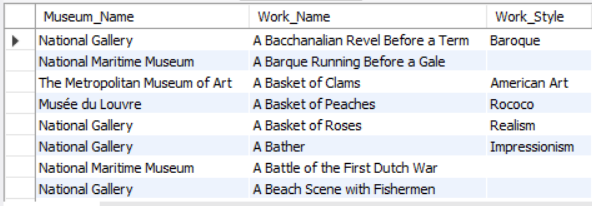 Museum_Name Work_Name Work_Style
National Gallery A Bacchanalian Revel Before a Term Baroque
National Maritime Museum A Barque Running Before a Gale
The Metropolitan Museum of Art A Basket of Clams American Art
Musée du Louvre A Basket of Peaches Rococo
National Gallery A Basket of Roses Realism
National Gallery A Bather Impressionism
National Maritime Museum A Battle of the First Dutch War
National Gallery A Beach Scene with Fishermen